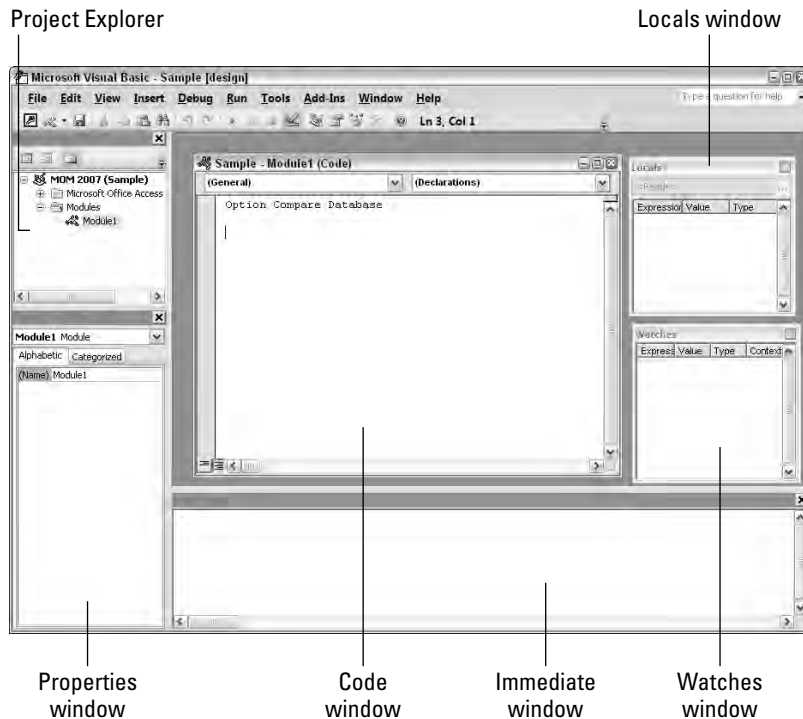 Project Explorer
Locals window
Microsoft Visual Basic - Sample [design]
File Edit View Insert Debug Run Tools Add-Ins Window Help
Type a question for help
Ln 3, Col 1
MOM 2007 (Sample)
Microsoft Office Access
Modules
Module1
Sample - Module1 (Code)
(General)
(Declarations)
Option Compare Database
Locals
<Ready>
...
Expression Value Type
Watches
Express Value Type Context
Module1 Module
Alphabetic Categorized
(Name) Module1
Properties
window
Code
window
Immediate
window
Watches
window